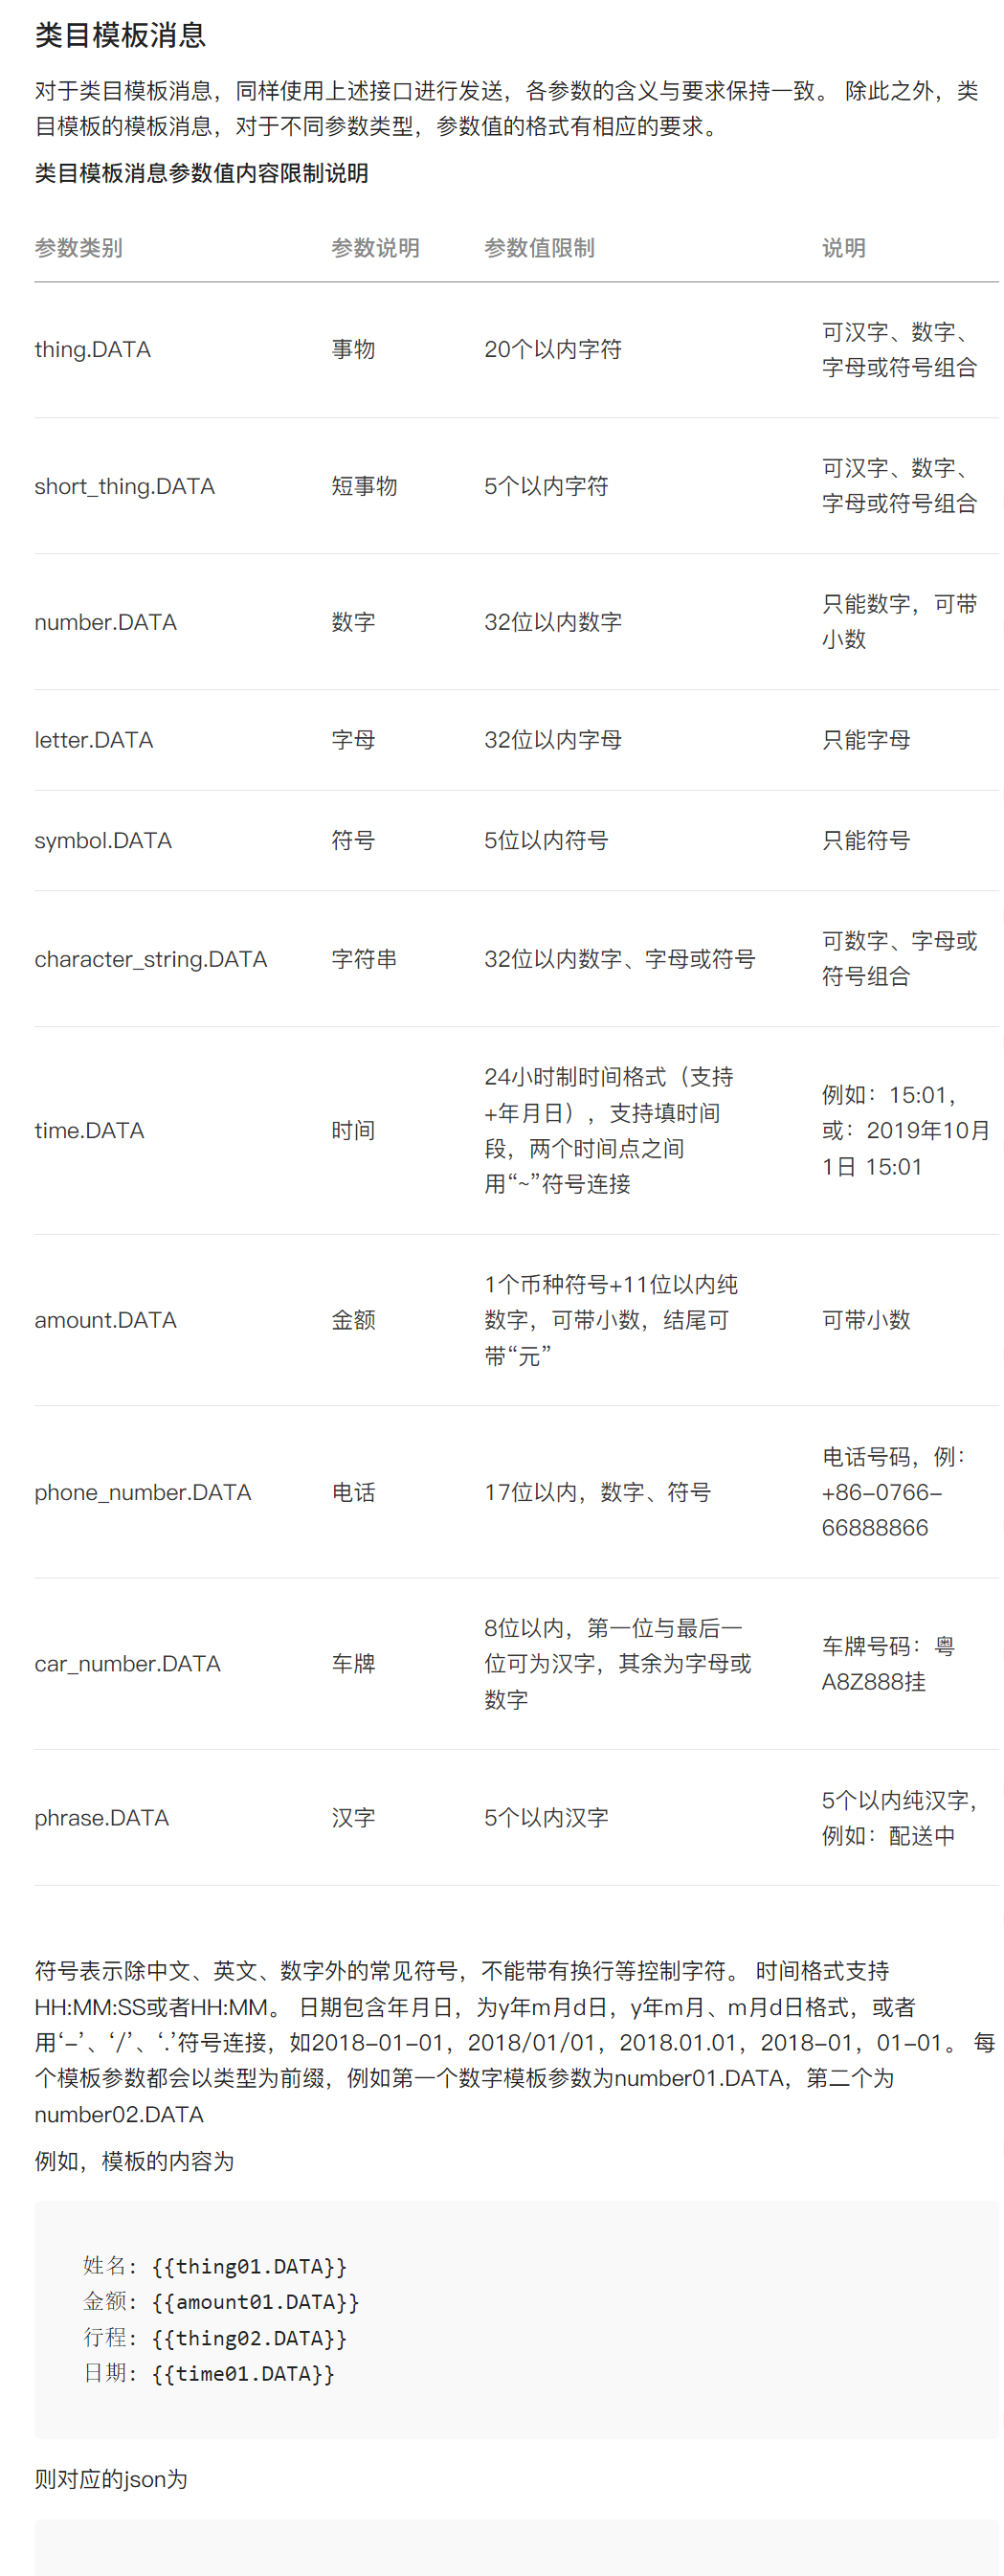 类目模板消息
对于类目模板消息，同样使用上述接口进行发送，各参数的含义与要求保持一致。 除此之外，类
目模板的模板消息，对于不同参数类型，参数值的格式有相应的要求。
类目模板消息参数值内容限制说明
参数类别 参数说明 参数值限制 说明
thing.DATA 事物 20个以内字符 可汉字、数字、
字母或符号组合
short_thing.DATA 短事物 5个以内字符 可汉字、数字、
字母或符号组合
number.DATA 数字 32位以内数字 只能数字，可带
小数
letter.DATA 字母 32位以内字母 只能字母
symbol.DATA 符号 5位以内符号 只能符号
character_string.DATA 字符串 32位以内数字、字母或符号 可数字、字母或
符号组合
time.DATA 时间 24小时制时间格式（支持
+年月日），支持填时间
段，两个时间点之间
用“~”符号连接
例如：15:01，
或：2019年10月
1日 15:01
amount.DATA 金额 1个币种符号+11位以内纯
数字，可带小数，结尾可
带“元”
可带小数
phone_number.DATA 电话 17位以内，数字、符号 电话号码，例：
+86-0766-
66888866
car_number.DATA 车牌 8位以内，第一位与最后一
位可为汉字，其余为字母或
数字
车牌号码：粤
A8Z888挂
phrase.DATA 汉字 5个以内汉字 5个以内纯汉字，
例如：配送中
符号表示除中文、英文、数字外的常见符号，不能带有换行等控制字符。 时间格式支持
HH:MM:SS或者HH:MM。 日期包含年月日，为y年m月d日，y年m月、m月d日格式，或者
用‘-’、‘/’、‘.’符号连接，如2018-01-01，2018/01/01，2018.01.01，2018-01，01-01。 每
个模板参数都会以类型为前缀，例如第一个数字模板参数为number01.DATA，第二个为
number02.DATA
例如，模板的内容为
姓名: {{thing01.DATA}}
金额: {{amount01.DATA}}
行程: {{thing02.DATA}}
日期: {{time01.DATA}}
则对应的json为